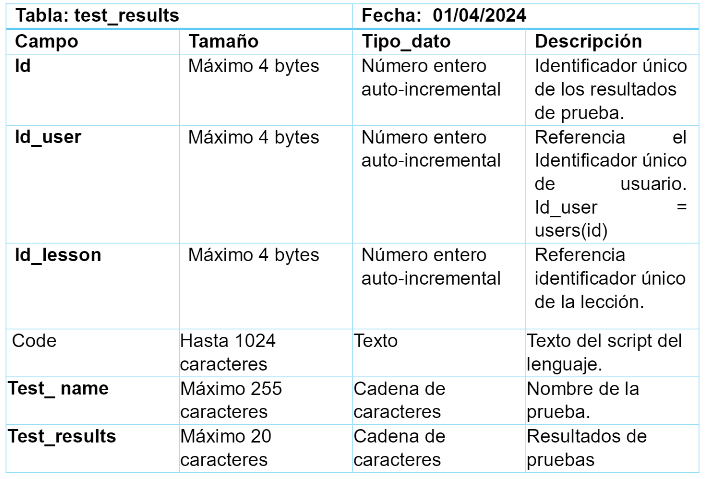 Tabla: test_results Fecha: 01/04/2024
Campo Tamaño Tipo_dato Descripción
Id Máximo 4 bytes Número entero auto-incremental Identificador único de los resultados de prueba.
Id_user Máximo 4 bytes Número entero auto-incremental Referencia el Identificador único de usuario. Id_user = users(id)
Id_lesson Máximo 4 bytes Número entero auto-incremental Referencia identificador único de la lección.
Code Hasta 1024 caracteres Texto Texto del script del lenguaje.
Test_ name Máximo 255 caracteres Cadena de caracteres Nombre de la prueba.
Test_results Máximo 20 caracteres Cadena de caracteres Resultados de pruebas